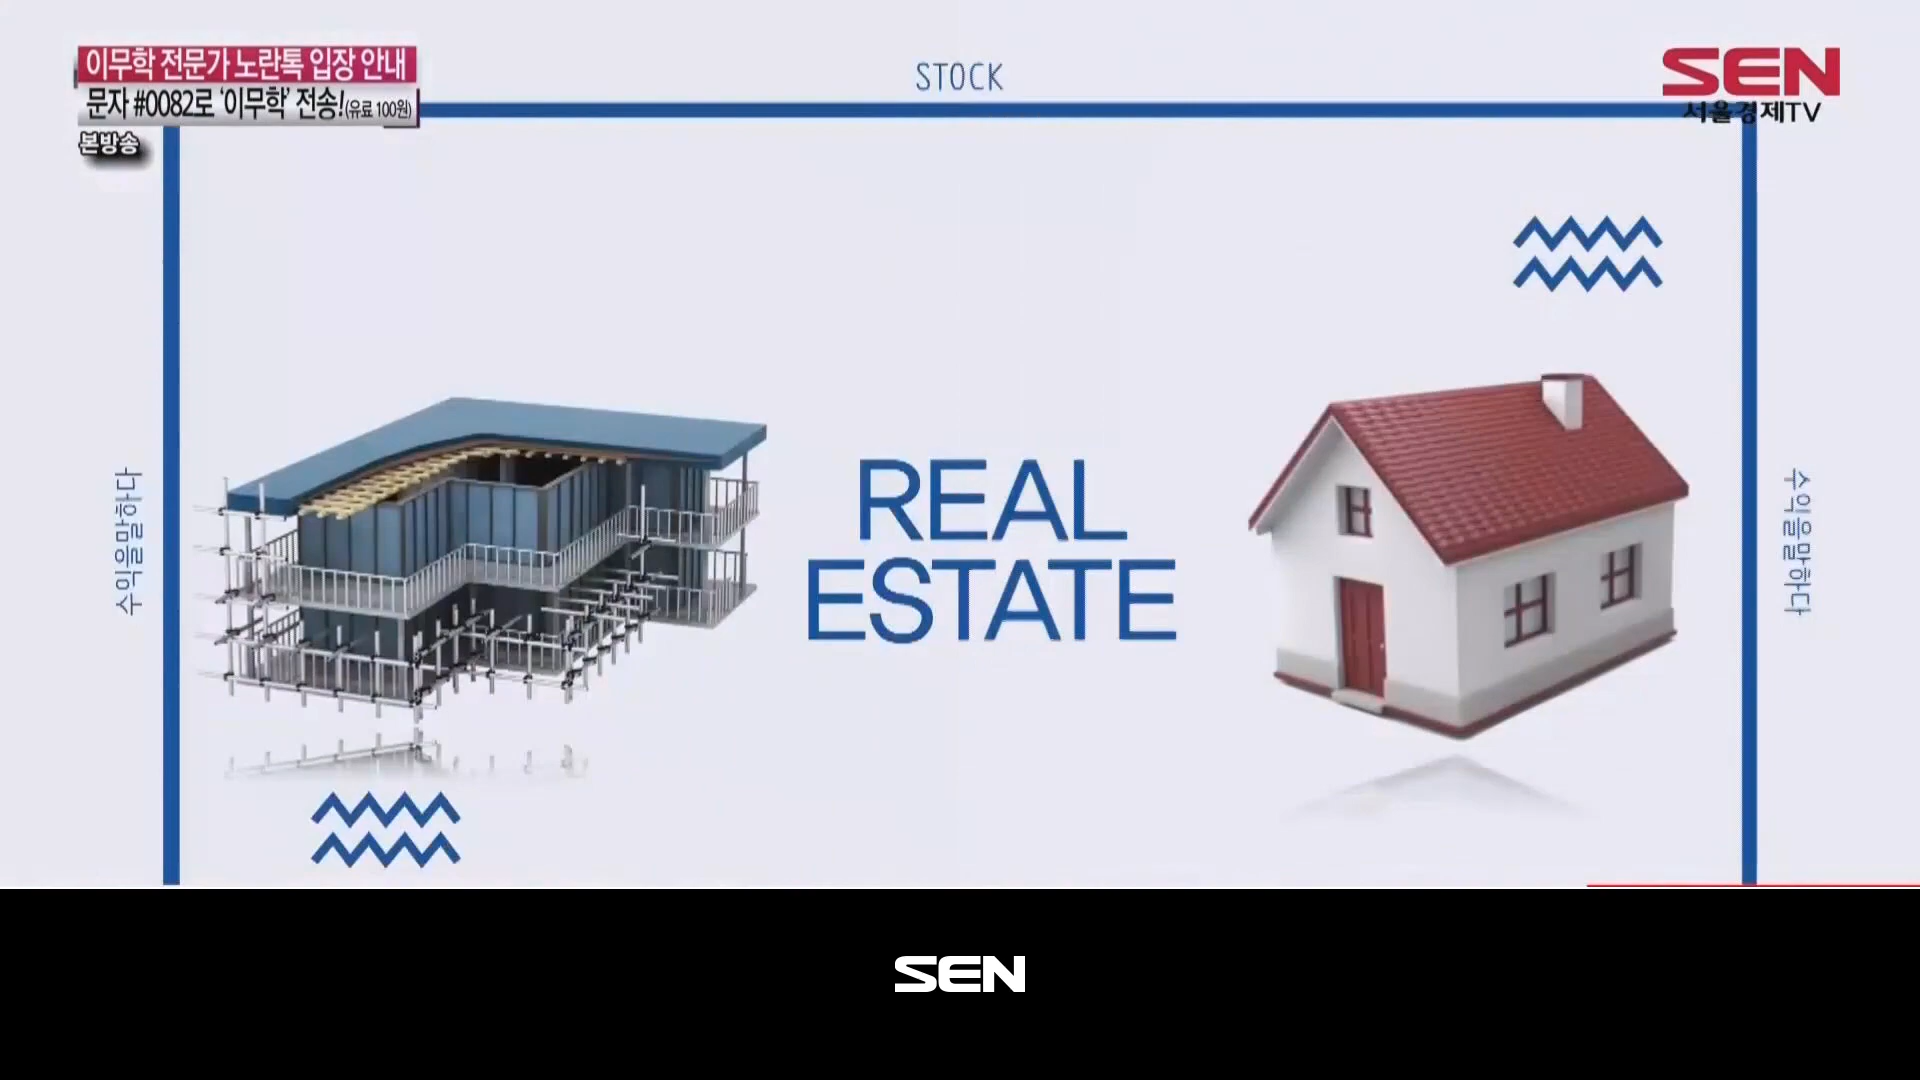 이무학 전문가 노란톡 입장 안내
문자 #0082로 '이무학' 전송!(유료 100원)
본방송
STOCK
SEN
서울경제TV
수익을말하다
REAL
ESTATE
수익을말하다
SEN